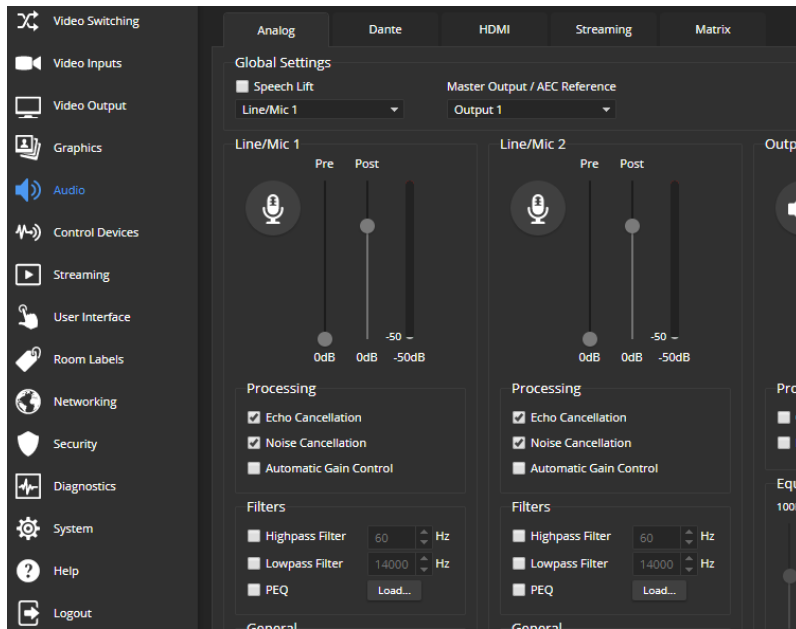 Video Switching
Video Inputs
Video Output
Graphics
Audio
Control Devices
Streaming
User Interface
Room Labels
Networking
Security
Diagnostics
System
Help
Logout
Analog Dante HDMI Streaming Matrix
Global Settings
Speech Lift Master Output / AEC Reference
Line/Mic 1 Output 1
Line/Mic 1
Pre Post
-50
0dB 0dB -50dB
Processing
Echo Cancellation
Noise Cancellation
Automatic Gain Control
Filters
Highpass Filter 60 Hz
Lowpass Filter 14000 Hz
PEQ Load...
General
Line/Mic 2
Pre Post
-50
0dB 0dB -50dB
Processing
Echo Cancellation
Noise Cancellation
Automatic Gain Control
Filters
Highpass Filter 60 Hz
Lowpass Filter 14000 Hz
PEQ Load...
General
Outp
Pro
Equ
100